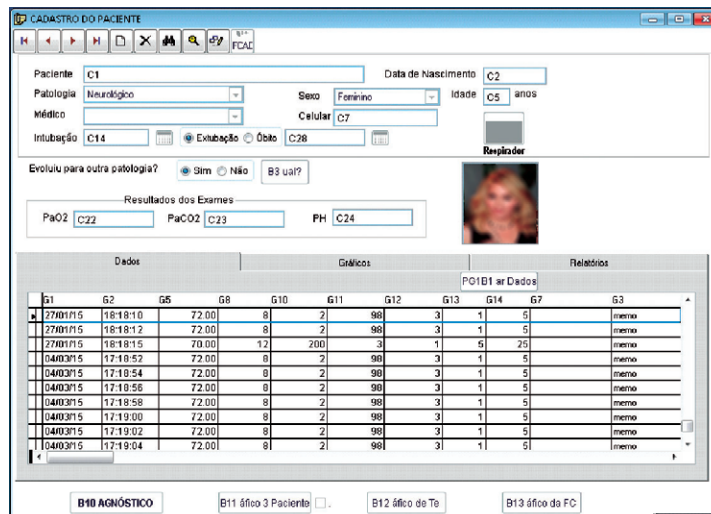 CADASTRO DO PACIENTE
FCAD
Paciente C1 Data de Nascimento C2
Patologia Neurológico Sexo Feminino Idade C5 anos
Médico Celular C7
Intubação C14 Extubação Óbito C28
Respirador
Evoluiu para outra patologia? Sim Não B3 ual?
Resultados dos Exames
PaO2 C22 PaCO2 C23 PH C24
Dados Gráficos Relatórios
PG1B1 ar Dados
G1 G2 G5 G8 G10 G11 G12 G13 G14 G7 G3
27/01/15 18:18:10 72.00 8 2 98 3 1 5 memo
27/01/15 18:18:12 72.00 8 2 98 3 1 5 memo
27/01/15 18:18:15 70.00 12 200 3 1 5 25 memo
04/03/15 17:18:52 72.00 8 2 98 3 1 5 memo
04/03/15 17:18:54 72.00 8 2 98 3 1 5 memo
04/03/15 17:18:56 72.00 8 2 98 3 1 5 memo
04/03/15 17:18:58 72.00 8 2 98 3 1 5 memo
04/03/15 17:19:00 72.00 8 2 98 3 1 5 memo
04/03/15 17:19:02 72.00 8 2 98 3 1 5 memo
04/03/15 17:19:04 72.00 8 2 98 3 1 5 memo
B10 AGNÓSTICO B11 áfico 3 Paciente . B12 áfico de Te B13 áfico da FC